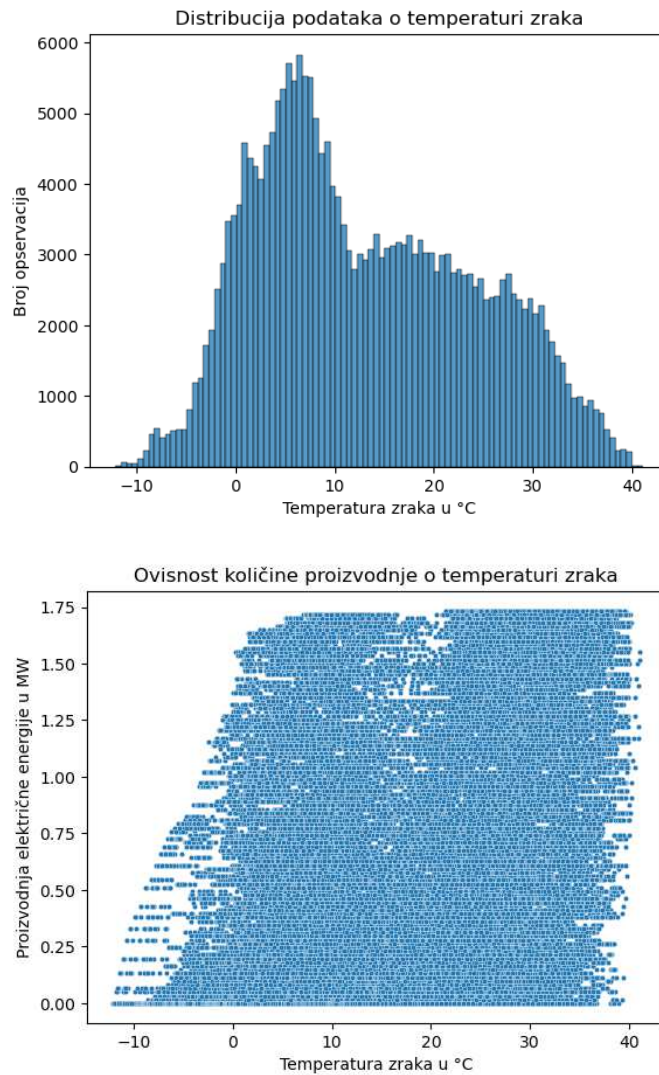 Distribucija podataka o temperaturi zraka
6000
5000
4000
3000
2000
1000
0
Broj opservacija
−10 0 10 20 30 40
Temperatura zraka u °C
Ovisnost količine proizvodnje o temperaturi zraka
1.75
1.50
1.25
1.00
0.75
0.50
0.25
0.00
Proizvodnja električne energije u MW
−10 0 10 20 30 40
Temperatura zraka u °C